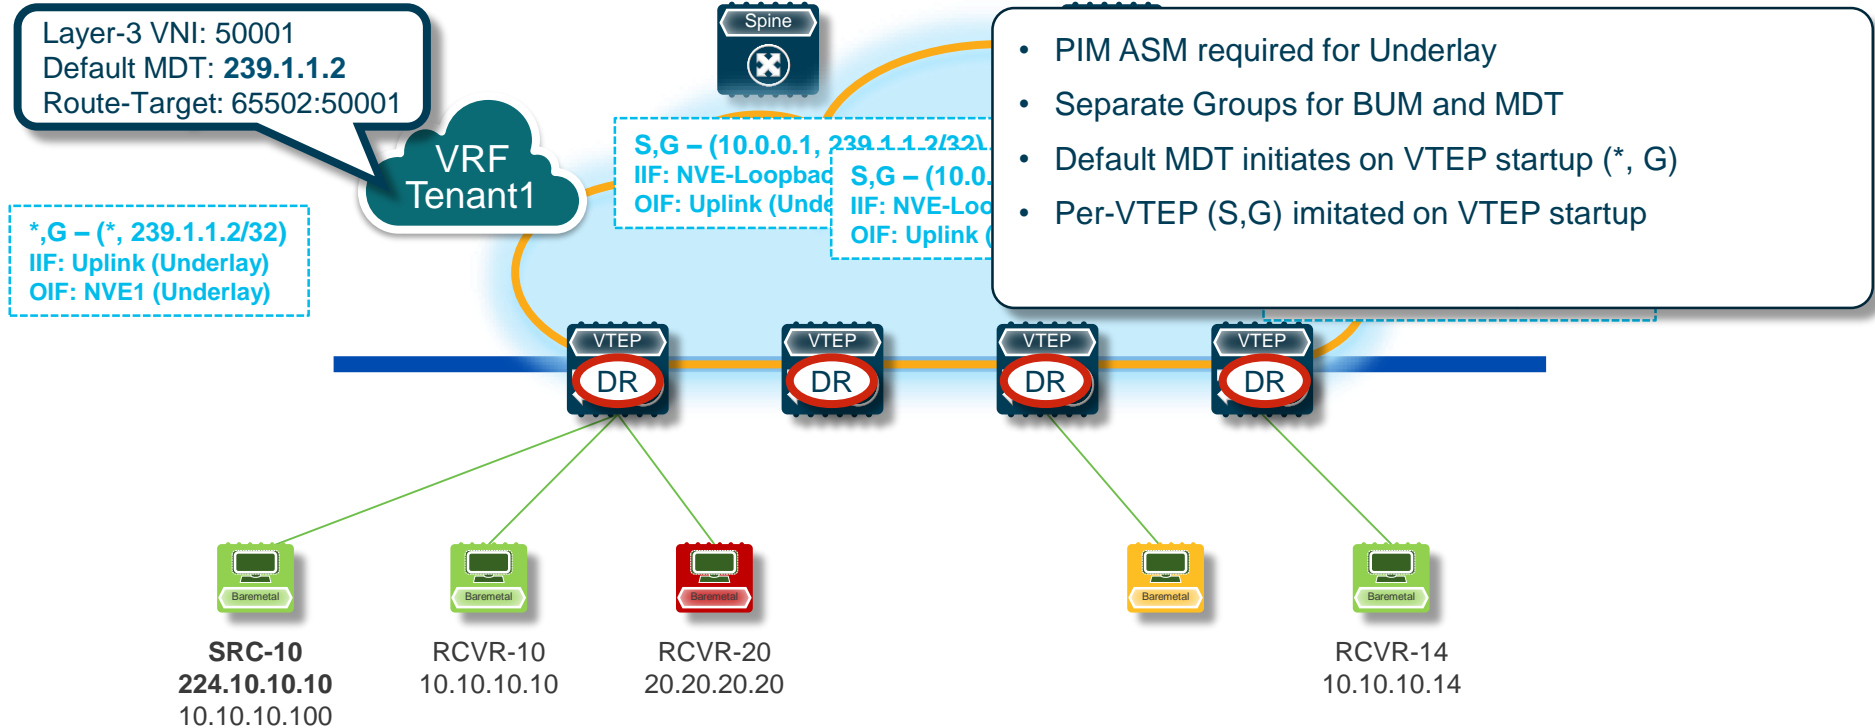 Layer-3 VNI: 50001
Default MDT: 239.1.1.2
Route-Target: 65502:50001
VRF
Tenant1
Spine
• PIM ASM required for Underlay
• Separate Groups for BUM and MDT
• Default MDT initiates on VTEP startup (*, G)
• Per-VTEP (S,G) imitated on VTEP startup
*,G – (*, 239.1.1.2/32)
IIF: Uplink (Underlay)
OIF: NVE1 (Underlay)
S,G – (10.0.0.1, 239.1.1.2/32)
IIF: NVE-Loopbac
OIF: Uplink (Unde
S,G – (10.0.
IIF: NVE-Loo
OIF: Uplink (
VTEP
DR
VTEP
DR
VTEP
DR
VTEP
DR
Baremetal
Baremetal
Baremetal
Baremetal
Baremetal
SRC-10
224.10.10.10
10.10.10.100
RCVR-10
10.10.10.10
RCVR-20
20.20.20.20
RCVR-14
10.10.10.14